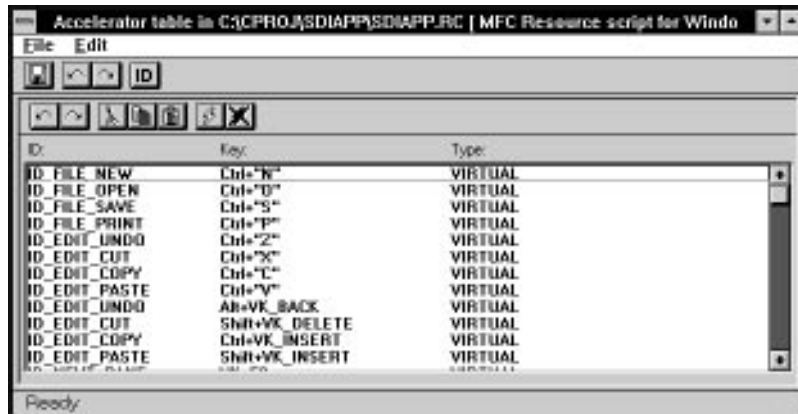 Accelerator table in C:\CPROJ\SDIAPP\SDIAPP.RC [ MFC Resource script for Windo
File Edit
ID
ID: Key: Type:
ID_FILE_NEW Ctrl+"N" VIRTUAL
ID_FILE_OPEN Ctrl+"O" VIRTUAL
ID_FILE_SAVE Ctrl+"S" VIRTUAL
ID_FILE_PRINT Ctrl+"P" VIRTUAL
ID_EDIT_UNDO Ctrl+"Z" VIRTUAL
ID_EDIT_CUT Ctrl+"X" VIRTUAL
ID_EDIT_COPY Ctrl+"C" VIRTUAL
ID_EDIT_PASTE Ctrl+"V" VIRTUAL
ID_EDIT_UNDO Alt+VK_BACK VIRTUAL
ID_EDIT_CUT Shift+VK_DELETE VIRTUAL
ID_EDIT_COPY Ctrl+VK_INSERT VIRTUAL
ID_EDIT_PASTE Shift+VK_INSERT VIRTUAL
Ready